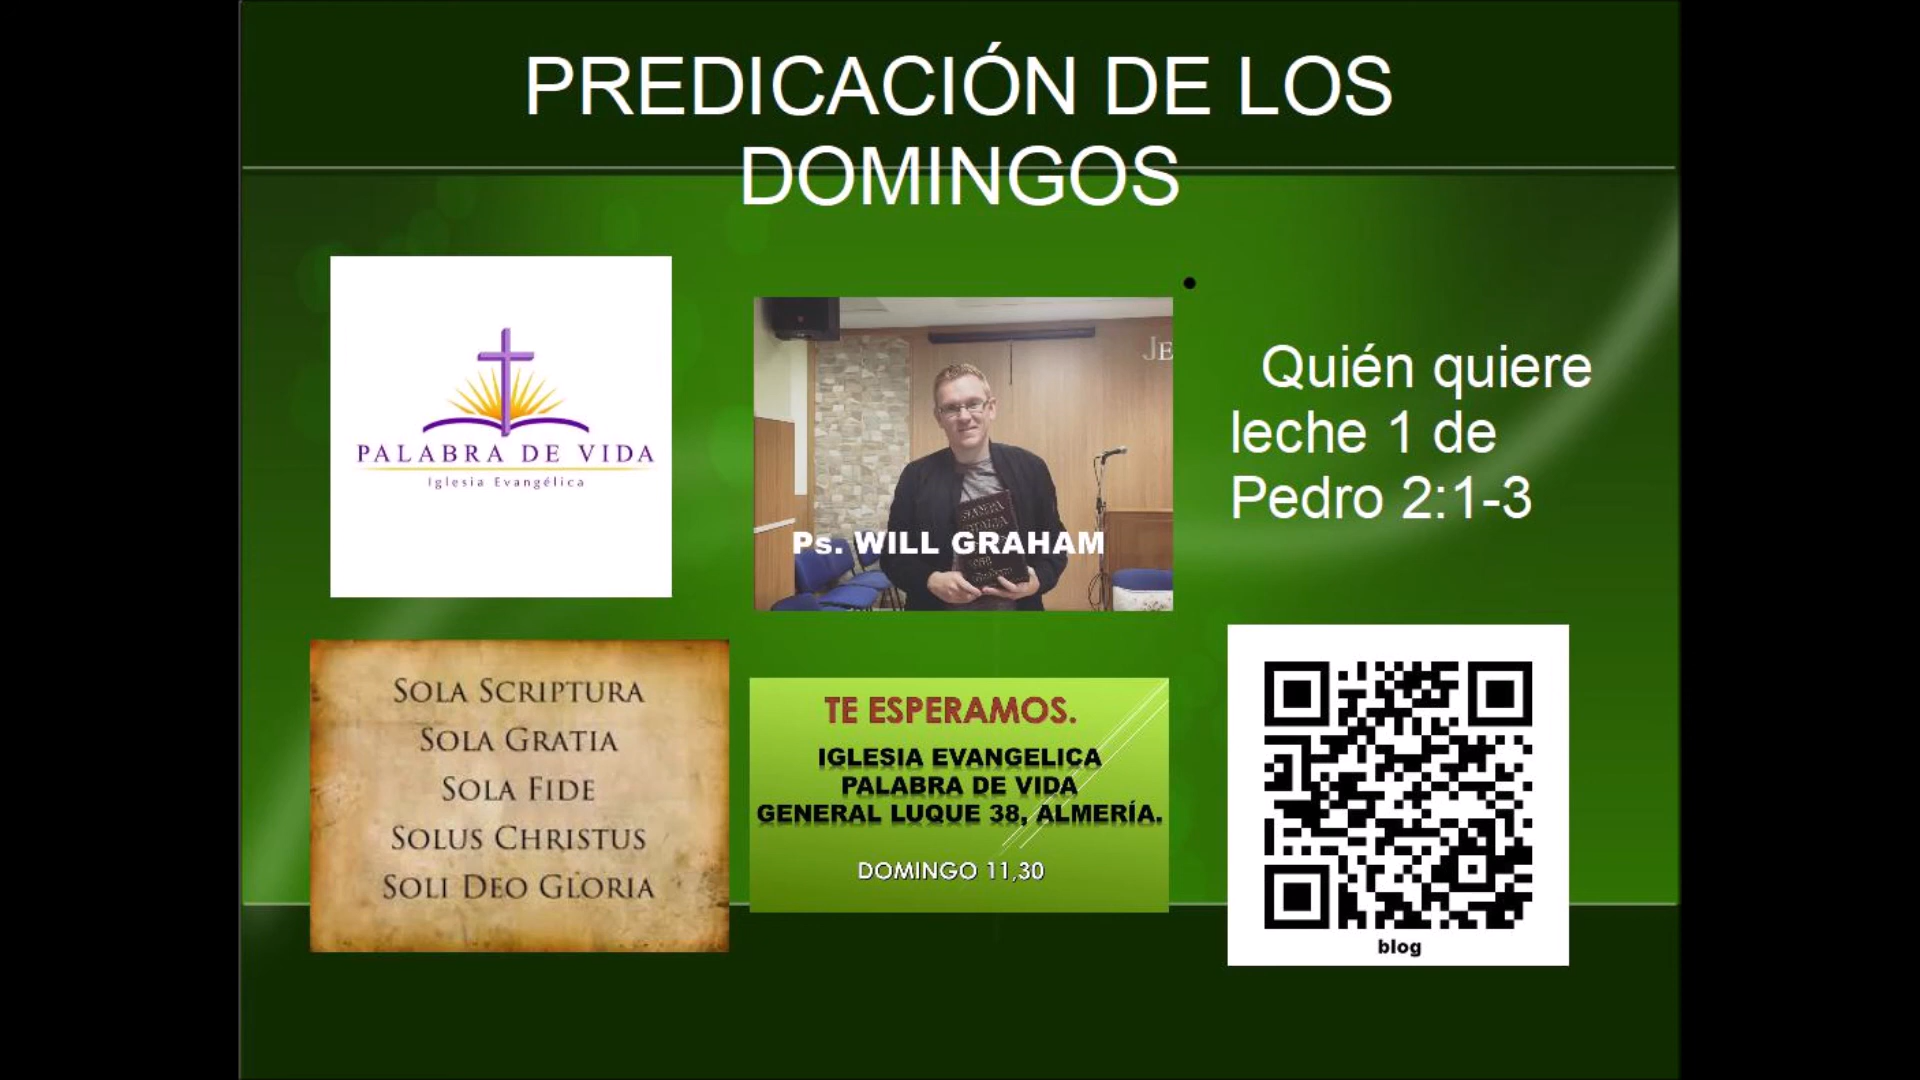 PREDICACIÓN DE LOS
DOMINGOS
PALABRA DE VIDA
Iglesia Evangélica
JE
Ps. WILL GRAHAM
Quién quiere
leche 1 de
Pedro 2:1-3
SOLA SCRIPTURA
SOLA GRATIA
SOLA FIDE
SOLUS CHRISTUS
SOLI DEO GLORIA
TE ESPERAMOS.
IGLESIA EVANGELICA
PALABRA DE VIDA
GENERAL LUQUE 38, ALMERÍA.
DOMINGO 11,30
blog